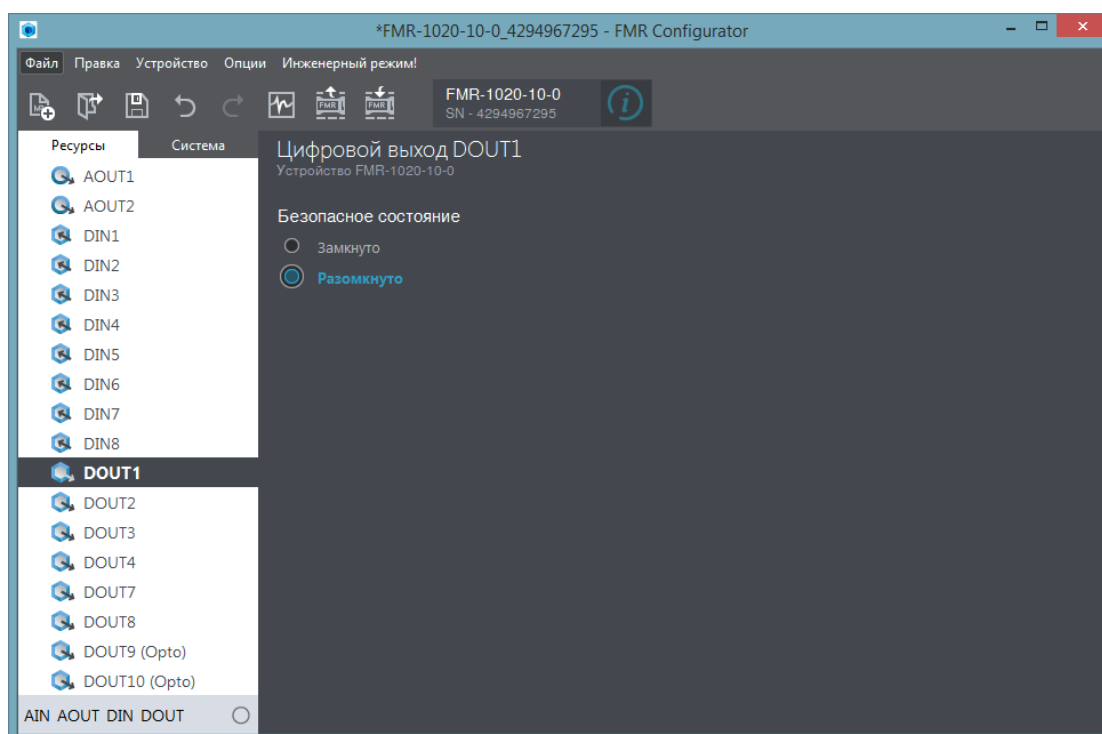 *FMR-1020-10-0_4294967295 - FMR Configurator
Файл Правка Устройство Опции Инженерный режим!
FMR FMR
FMR-1020-10-0
SN - 4294967295
Ресурсы Система
Цифровой выход DOUT1
Устройство FMR-1020-10-0
Безопасное состояние
Замкнуто
Разомкнуто
AOUT1
AOUT2
DIN1
DIN2
DIN3
DIN4
DIN5
DIN6
DIN7
DIN8
DOUT1
DOUT2
DOUT3
DOUT4
DOUT7
DOUT8
DOUT9 (Opto)
DOUT10 (Opto)
AIN AOUT DIN DOUT